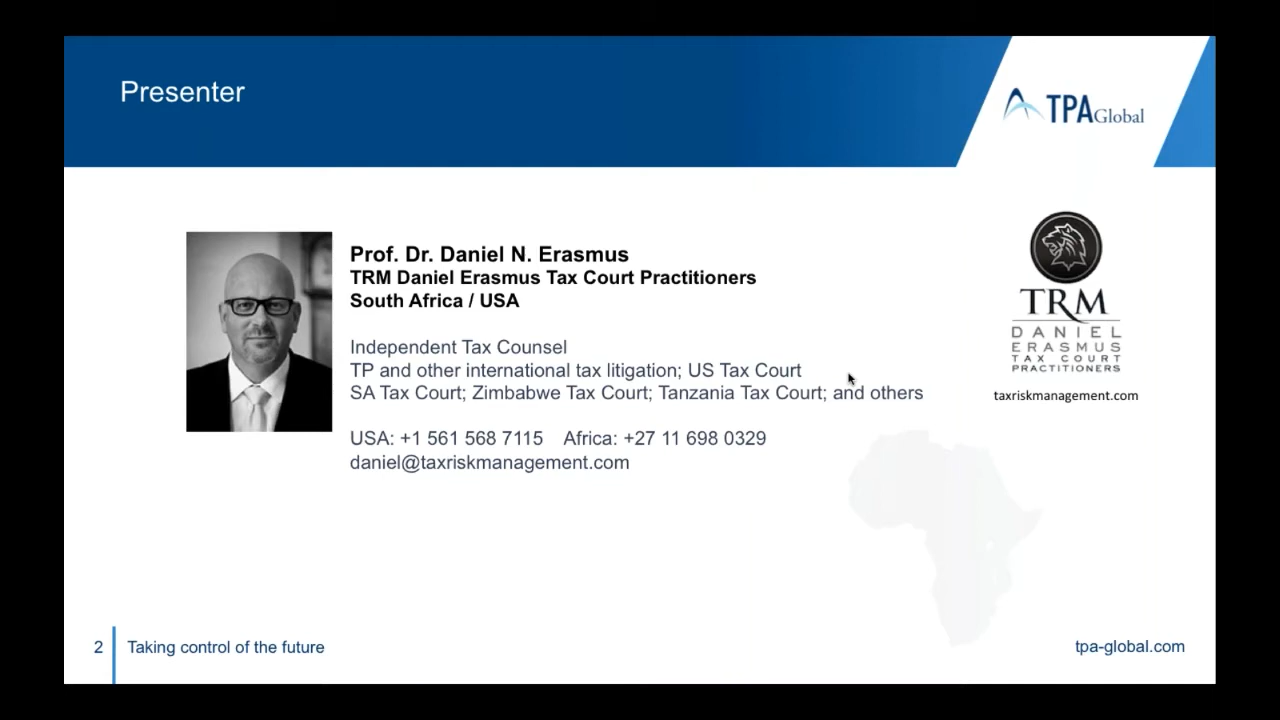 Presenter
TPA Global
Prof. Dr. Daniel N. Erasmus
TRM Daniel Erasmus Tax Court Practitioners
South Africa / USA
Independent Tax Counsel
TP and other international tax litigation; US Tax Court
SA Tax Court; Zimbabwe Tax Court; Tanzania Tax Court; and others
USA: +1 561 568 7115 Africa: +27 11 698 0329
daniel@taxriskmanagement.com
TRM
DANIEL
ERASMUS
TAX COURT
PRACTITIONERS
taxriskmanagement.com
2 Taking control of the future
tpa-global.com